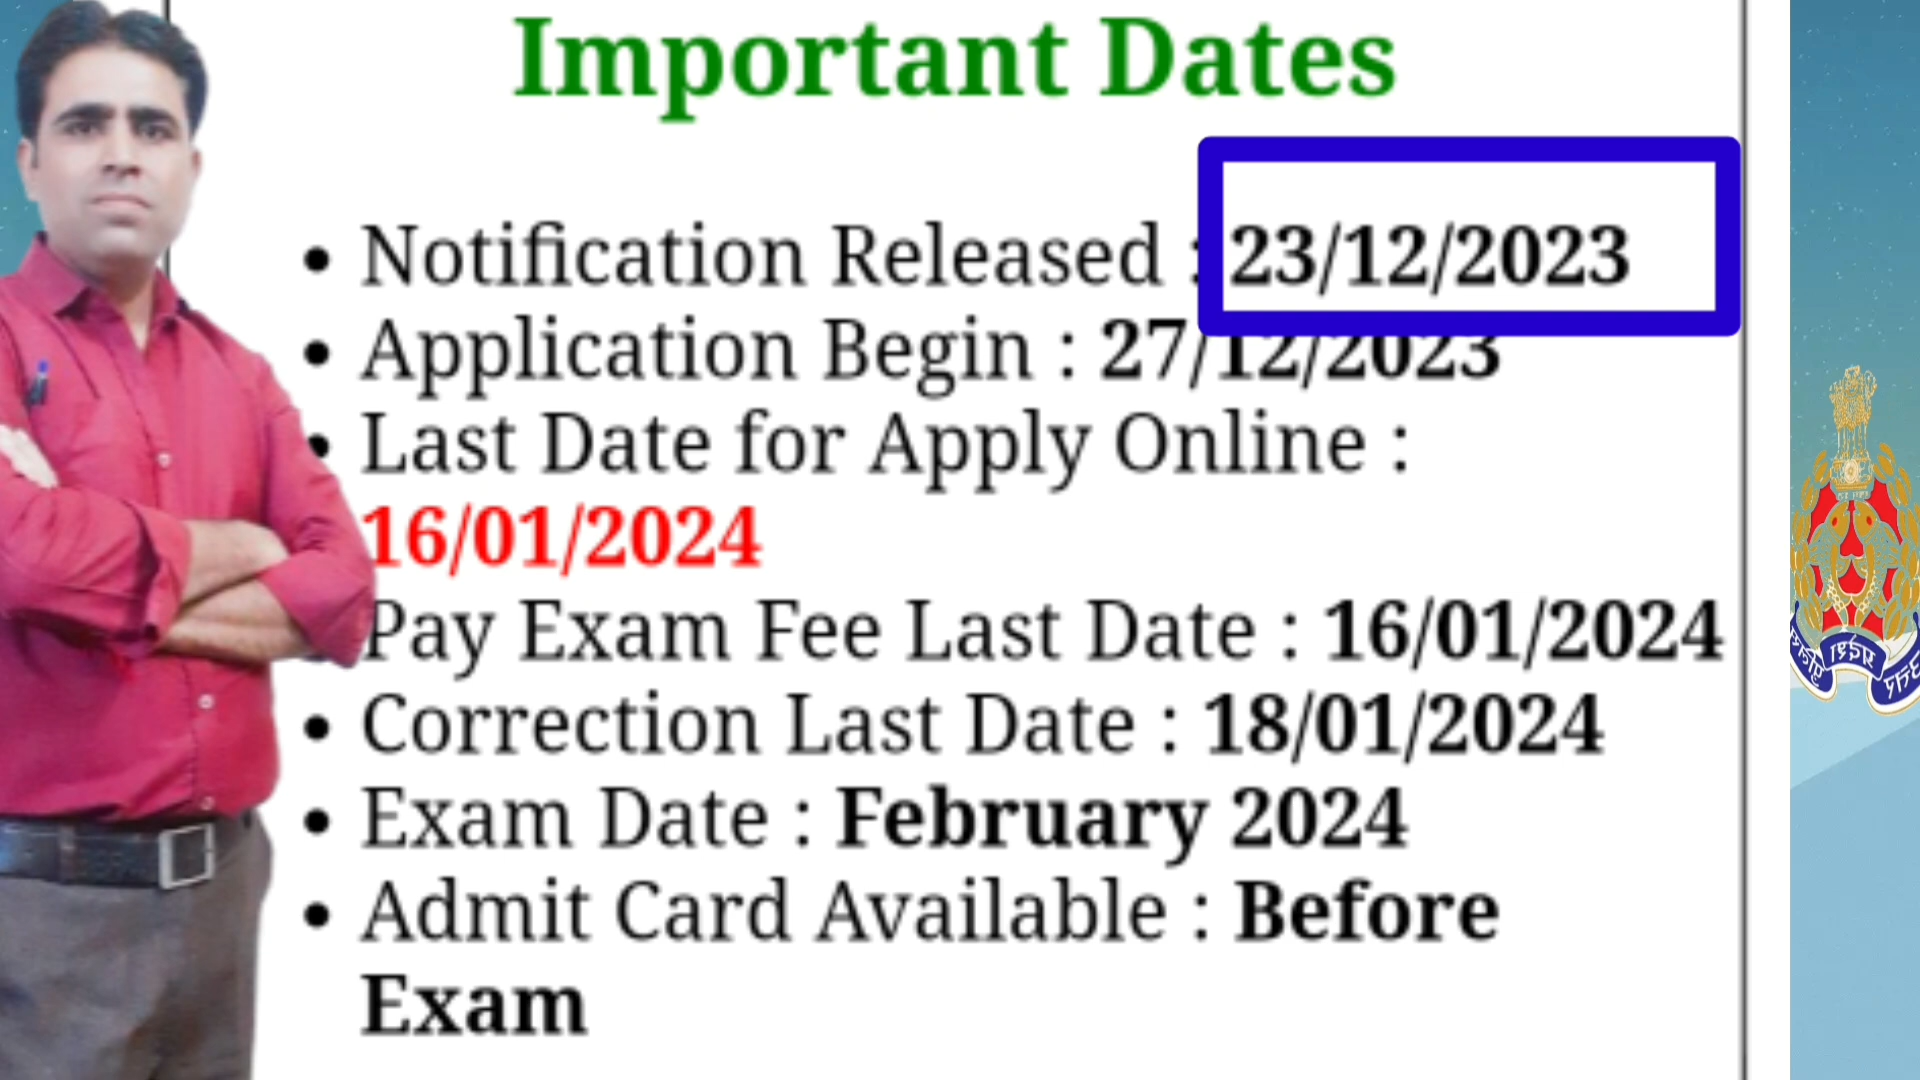 Important Dates
Notification Released : 23/12/2023
Application Begin : 27/12/2023
Last Date for Apply Online :
16/01/2024
Pay Exam Fee Last Date : 16/01/2024
Correction Last Date : 18/01/2024
Exam Date : February 2024
Admit Card Available : Before
Exam